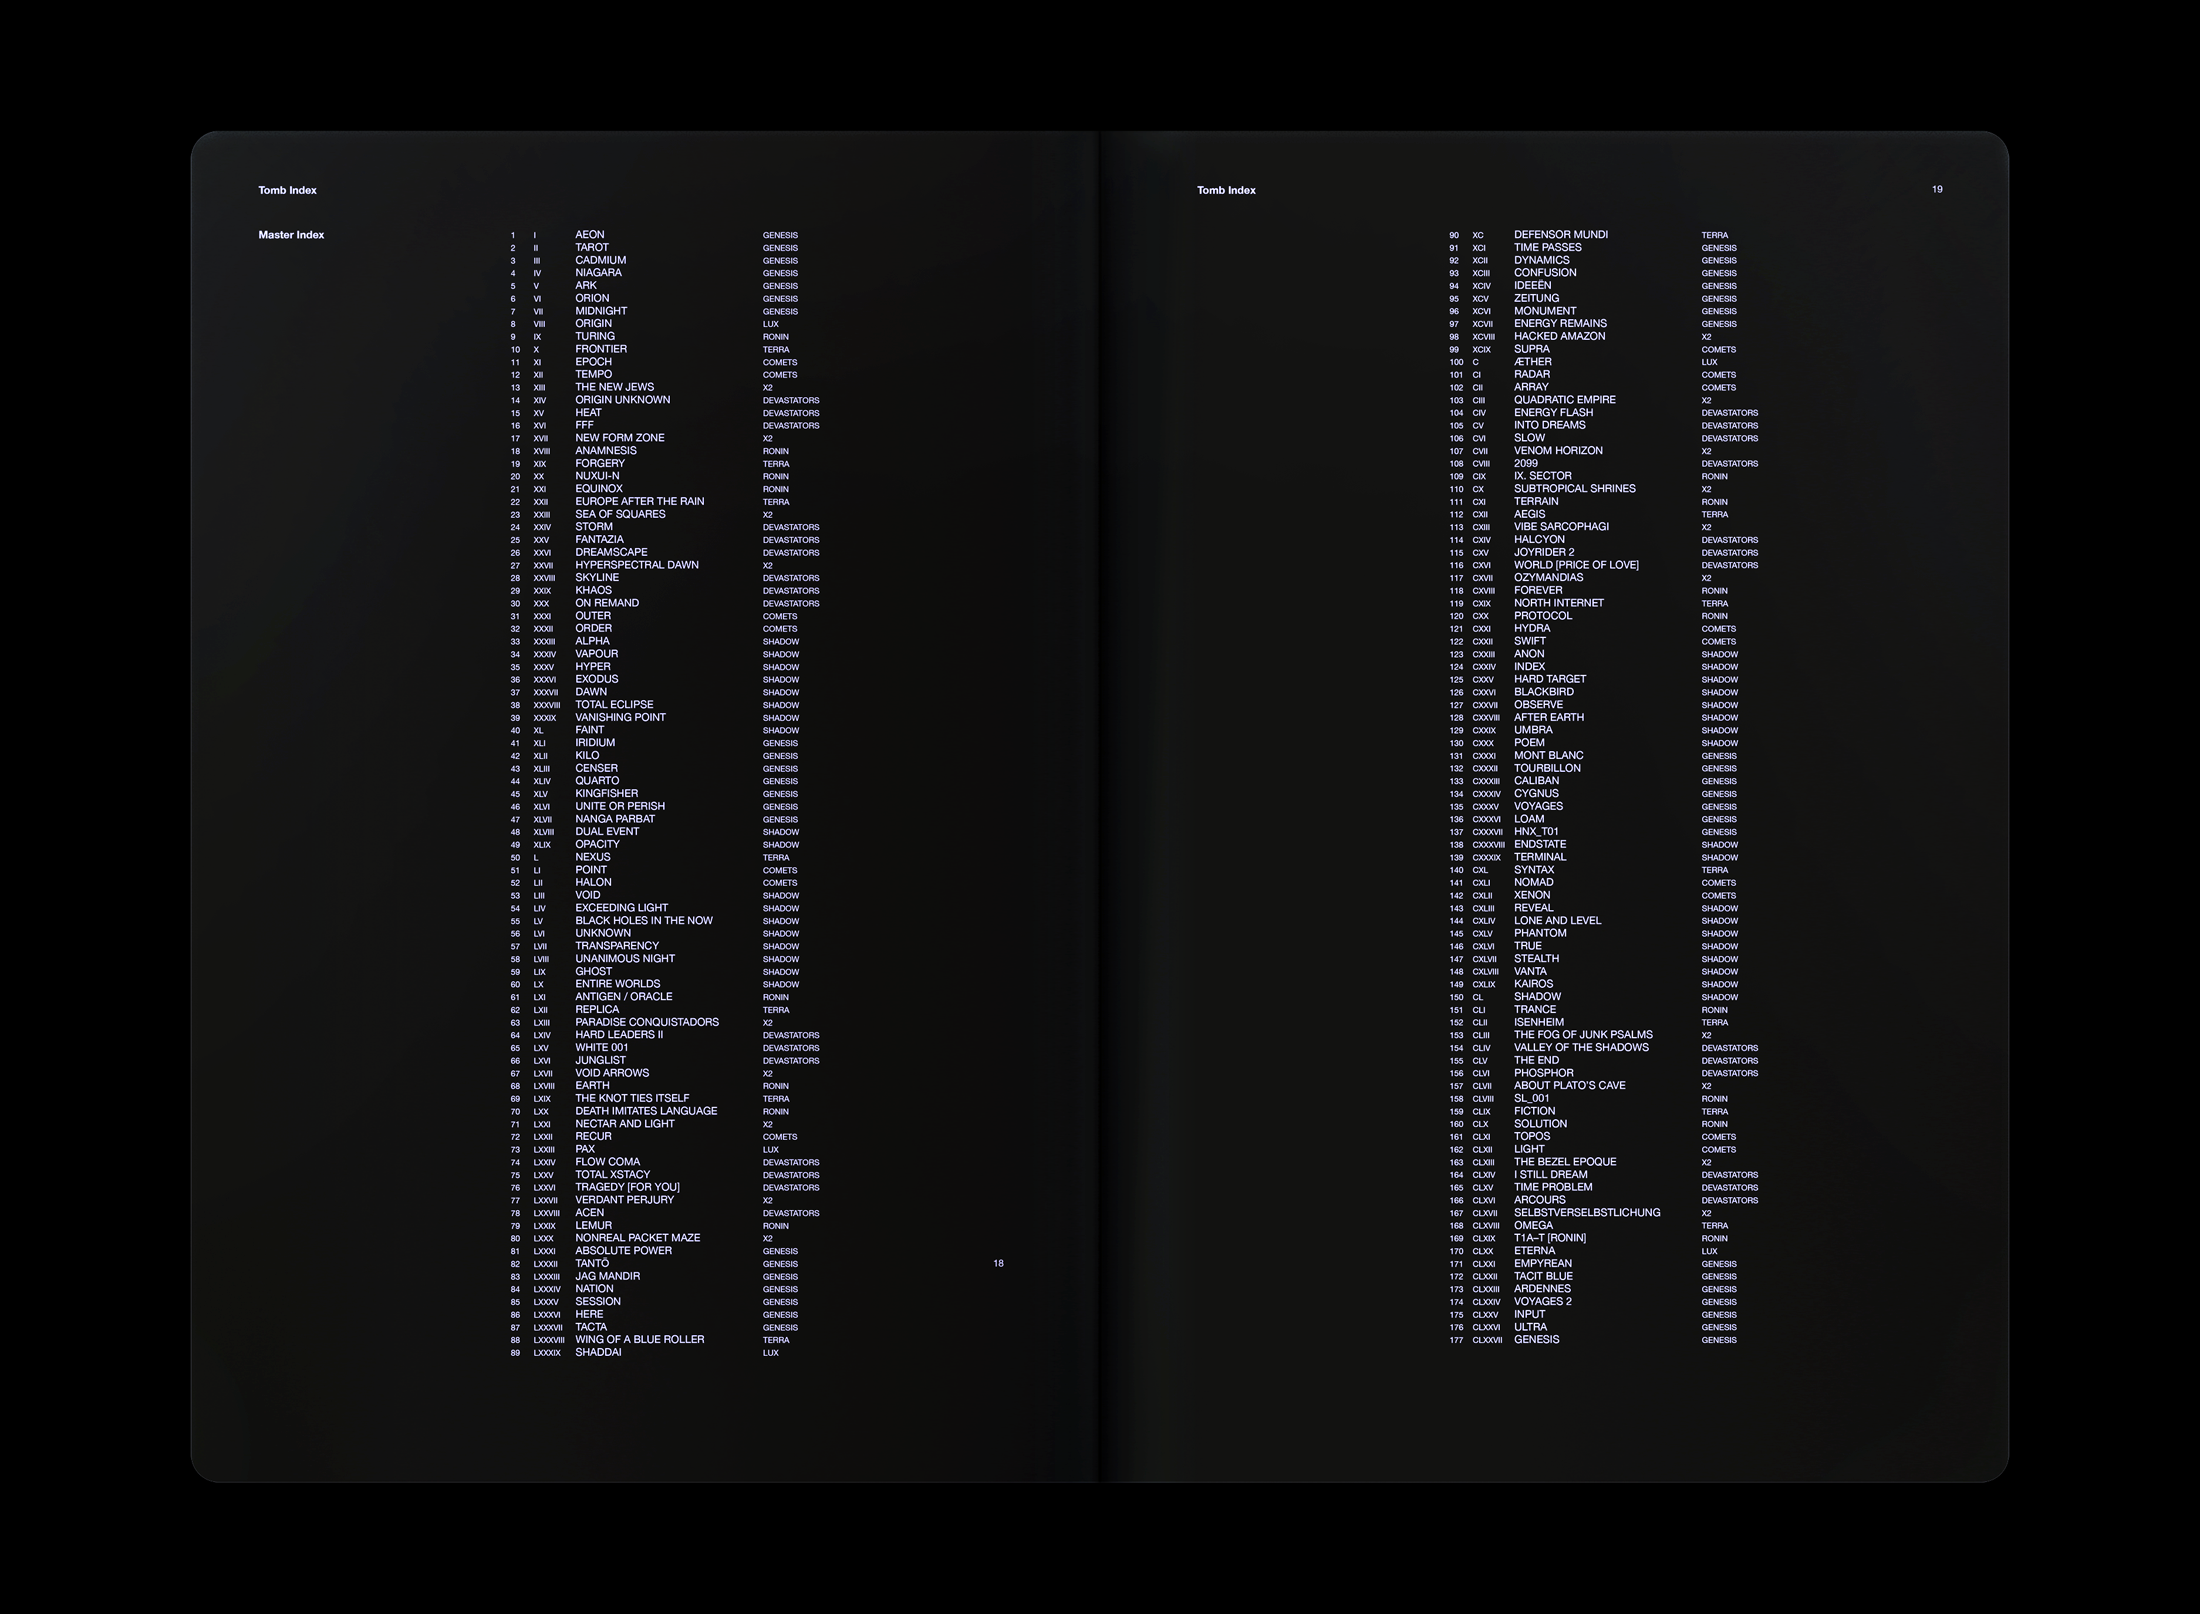 Tomb Index
Master Index
1 I AEON GENESIS
2 II TAROT GENESIS
3 III CADMIUM GENESIS
4 IV NIAGARA GENESIS
5 V ARK GENESIS
6 VI ORION GENESIS
7 VII MIDNIGHT GENESIS
8 VIII ORIGIN LUX
9 IX TURING RONIN
10 X FRONTIER TERRA
11 XI EPOCH COMETS
12 XII TEMPO COMETS
13 XIII THE NEW JEWS X2
14 XIV ORIGIN UNKNOWN DEVASTATORS
15 XV HEAT DEVASTATORS
16 XVI FFF DEVASTATORS
17 XVII NEW FORM ZONE X2
18 XVIII ANAMNESIS RONIN
19 XIX FORGERY TERRA
20 XX NUXUI-N RONIN
21 XXI EQUINOX RONIN
22 XXII EUROPE AFTER THE RAIN TERRA
23 XXIII SEA OF SQUARES X2
24 XXIV STORM DEVASTATORS
25 XXV FANTAZIA DEVASTATORS
26 XXVI DREAMSCAPE DEVASTATORS
27 XXVII HYPERSPECTRAL DAWN X2
28 XXVIII SKYLINE DEVASTATORS
29 XXIX KHAOS DEVASTATORS
30 XXX ON REMAND DEVASTATORS
31 XXXI OUTER COMETS
32 XXXII ORDER COMETS
33 XXXIII ALPHA SHADOW
34 XXXIV VAPOUR SHADOW
35 XXXV HYPER SHADOW
36 XXXVI EXODUS SHADOW
37 XXXVII DAWN SHADOW
38 XXXVIII TOTAL ECLIPSE SHADOW
39 XXXIX VANISHING POINT SHADOW
40 XL FAINT SHADOW
41 XLI IRIDIUM GENESIS
42 XLII KILO GENESIS
43 XLIII CENSER GENESIS
44 XLIV QUARTO GENESIS
45 XLV KINGFISHER GENESIS
46 XLVI UNITE OR PERISH GENESIS
47 XLVII NANGA PARBAT GENESIS
48 XLVIII DUAL EVENT SHADOW
49 XLIX OPACITY SHADOW
50 L NEXUS TERRA
51 LI POINT COMETS
52 LII HALON COMETS
53 LIII VOID SHADOW
54 LIV EXCEEDING LIGHT SHADOW
55 LV BLACK HOLES IN THE NOW SHADOW
56 LVI UNKNOWN SHADOW
57 LVII TRANSPARENCY SHADOW
58 LVIII UNANIMOUS NIGHT SHADOW
59 LIX GHOST SHADOW
60 LX ENTIRE WORLDS SHADOW
61 LXI ANTIGEN / ORACLE RONIN
62 LXII REPLICA TERRA
63 LXIII PARADISE CONQUISTADORS X2
64 LXIV HARD LEADERS II DEVASTATORS
65 LXV WHITE 001 DEVASTATORS
66 LXVI JUNGLIST DEVASTATORS
67 LXVII VOID ARROWS X2
68 LXVIII EARTH RONIN
69 LXIX THE KNOT TIES ITSELF TERRA
70 LXX DEATH IMITATES LANGUAGE RONIN
71 LXXI NECTAR AND LIGHT X2
72 LXXII RECUR COMETS
73 LXXIII PAX LUX
74 LXXIV FLOW COMA DEVASTATORS
75 LXXV TOTAL XSTACY DEVASTATORS
76 LXXVI TRAGEDY [FOR YOU] DEVASTATORS
77 LXXVII VERDANT PERJURY X2
78 LXXVIII ACEN DEVASTATORS
79 LXXIX LEMUR RONIN
80 LXXX NONREAL PACKET MAZE X2
81 LXXXI ABSOLUTE POWER GENESIS
82 LXXXII TANTŌ GENESIS
83 LXXXIII JAG MANDIR GENESIS
84 LXXXIV NATION GENESIS
85 LXXXV SESSION GENESIS
86 LXXXVI HERE GENESIS
87 LXXXVII TACTA GENESIS
88 LXXXVIII WING OF A BLUE ROLLER TERRA
89 LXXXIX SHADDAI LUX
18
Tomb Index
19
90 XC DEFENSOR MUNDI TERRA
91 XCI TIME PASSES GENESIS
92 XCII DYNAMICS GENESIS
93 XCIII CONFUSION GENESIS
94 XCIV IDEEËN GENESIS
95 XCV ZEITUNG GENESIS
96 XCVI MONUMENT GENESIS
97 XCVII ENERGY REMAINS GENESIS
98 XCVIII HACKED AMAZON X2
99 XCIX SUPRA COMETS
100 C ÆTHER LUX
101 CI RADAR COMETS
102 CII ARRAY COMETS
103 CIII QUADRATIC EMPIRE X2
104 CIV ENERGY FLASH DEVASTATORS
105 CV INTO DREAMS DEVASTATORS
106 CVI SLOW DEVASTATORS
107 CVII VENOM HORIZON X2
108 CVIII 2099 DEVASTATORS
109 CIX IX. SECTOR RONIN
110 CX SUBTROPICAL SHRINES X2
111 CXI TERRAIN RONIN
112 CXII AEGIS TERRA
113 CXIII VIBE SARCOPHAGI X2
114 CXIV HALCYON DEVASTATORS
115 CXV JOYRIDER 2 DEVASTATORS
116 CXVI WORLD [PRICE OF LOVE] DEVASTATORS
117 CXVII OZYMANDIAS X2
118 CXVIII FOREVER RONIN
119 CXIX NORTH INTERNET TERRA
120 CXX PROTOCOL RONIN
121 CXXI HYDRA COMETS
122 CXXII SWIFT COMETS
123 CXXIII ANON SHADOW
124 CXXIV INDEX SHADOW
125 CXXV HARD TARGET SHADOW
126 CXXVI BLACKBIRD SHADOW
127 CXXVII OBSERVE SHADOW
128 CXXVIII AFTER EARTH SHADOW
129 CXXIX UMBRA SHADOW
130 CXXX POEM SHADOW
131 CXXXI MONT BLANC GENESIS
132 CXXXII TOURBILLON GENESIS
133 CXXXIII CALIBAN GENESIS
134 CXXXIV CYGNUS GENESIS
135 CXXXV VOYAGES GENESIS
136 CXXXVI LOAM GENESIS
137 CXXXVII HNX_T01 GENESIS
138 CXXXVIII ENDSTATE SHADOW
139 CXXXIX TERMINAL SHADOW
140 CXL SYNTAX TERRA
141 CXLI NOMAD COMETS
142 CXLII XENON COMETS
143 CXLIII REVEAL SHADOW
144 CXLIV LONE AND LEVEL SHADOW
145 CXLV PHANTOM SHADOW
146 CXLVI TRUE SHADOW
147 CXLVII STEALTH SHADOW
148 CXLVIII VANTA SHADOW
149 CXLIX KAIROS SHADOW
150 CL SHADOW SHADOW
151 CLI TRANCE RONIN
152 CLII ISENHEIM TERRA
153 CLIII THE FOG OF JUNK PSALMS X2
154 CLIV VALLEY OF THE SHADOWS DEVASTATORS
155 CLV THE END DEVASTATORS
156 CLVI PHOSPHOR DEVASTATORS
157 CLVII ABOUT PLATO'S CAVE X2
158 CLVIII SL_001 RONIN
159 CLIX FICTION TERRA
160 CLX SOLUTION RONIN
161 CLXI TOPOS COMETS
162 CLXII LIGHT COMETS
163 CLXIII THE BEZEL EPOQUE X2
164 CLXIV I STILL DREAM DEVASTATORS
165 CLXV TIME PROBLEM DEVASTATORS
166 CLXVI ARCOURS DEVASTATORS
167 CLXVII SELBSTVERSELBSTLICHUNG X2
168 CLXVIII OMEGA TERRA
169 CLXIX T1A–T [RONIN] RONIN
170 CLXX ETERNA LUX
171 CLXXI EMPYREAN GENESIS
172 CLXXII TACIT BLUE GENESIS
173 CLXXIII ARDENNES GENESIS
174 CLXXIV VOYAGES 2 GENESIS
175 CLXXV INPUT GENESIS
176 CLXXVI ULTRA GENESIS
177 CLXXVII GENESIS GENESIS